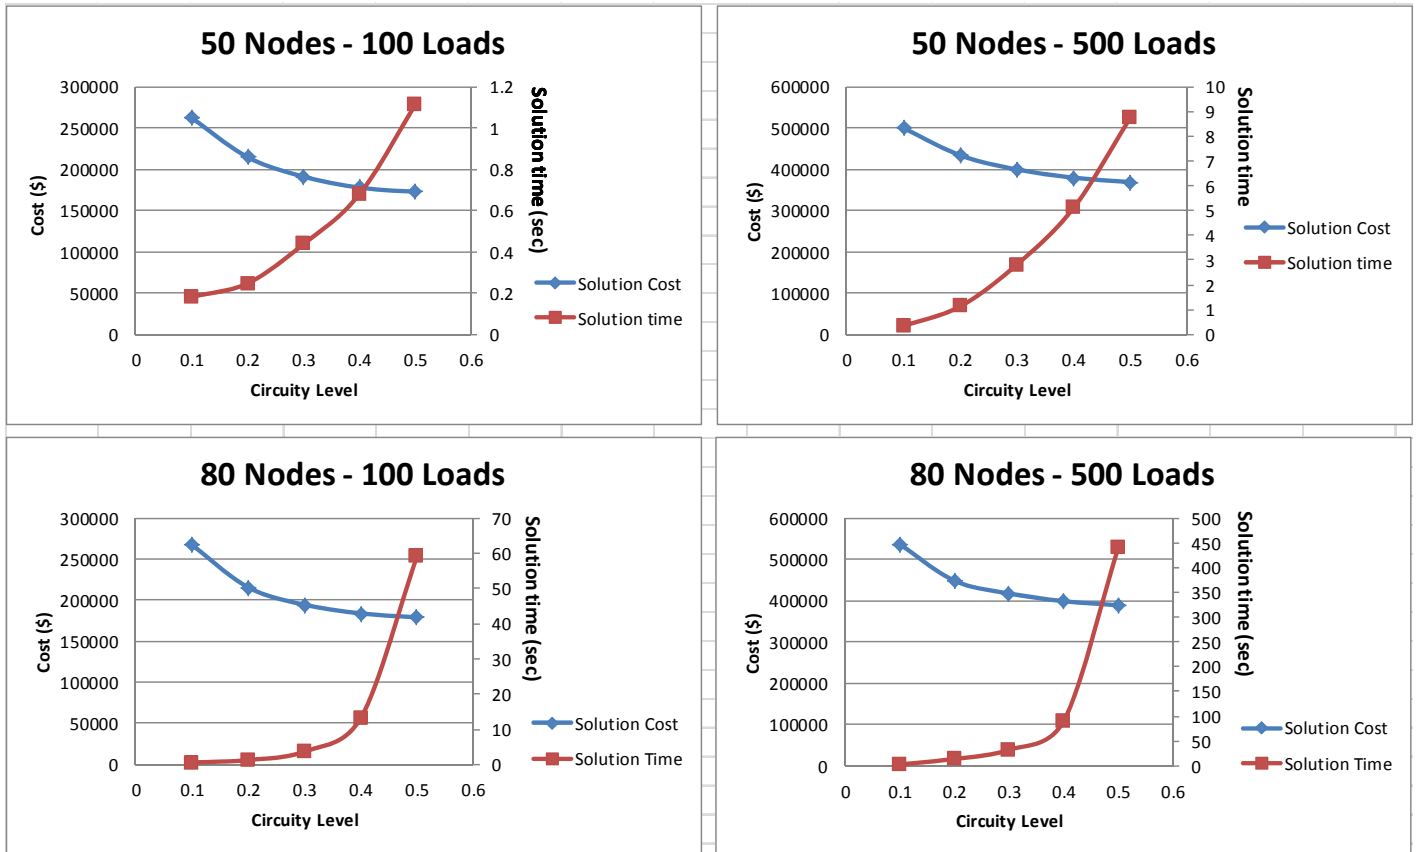 50 Nodes - 100 Loads
300000
250000
200000
150000
100000
50000
0
Cost ($)
1.2
1
0.8
0.6
0.4
0.2
0
Solution time (sec)
0 0.1 0.2 0.3 0.4 0.5 0.6
Circuity Level
Solution Cost
Solution time
50 Nodes - 500 Loads
600000
500000
400000
300000
200000
100000
0
Cost ($)
10
9
8
7
6
5
4
3
2
1
0
Solution time
0 0.1 0.2 0.3 0.4 0.5 0.6
Circuity Level
Solution Cost
Solution time
80 Nodes - 100 Loads
300000
250000
200000
150000
100000
50000
0
Cost ($)
70
60
50
40
30
20
10
0
Solution time (sec)
0 0.1 0.2 0.3 0.4 0.5 0.6
Circuity Level
Solution Cost
Solution Time
80 Nodes - 500 Loads
600000
500000
400000
300000
200000
100000
0
Cost ($)
500
450
400
350
300
250
200
150
100
50
0
Solution time (sec)
0 0.1 0.2 0.3 0.4 0.5 0.6
Circuity Level
Solution Cost
Solution Time